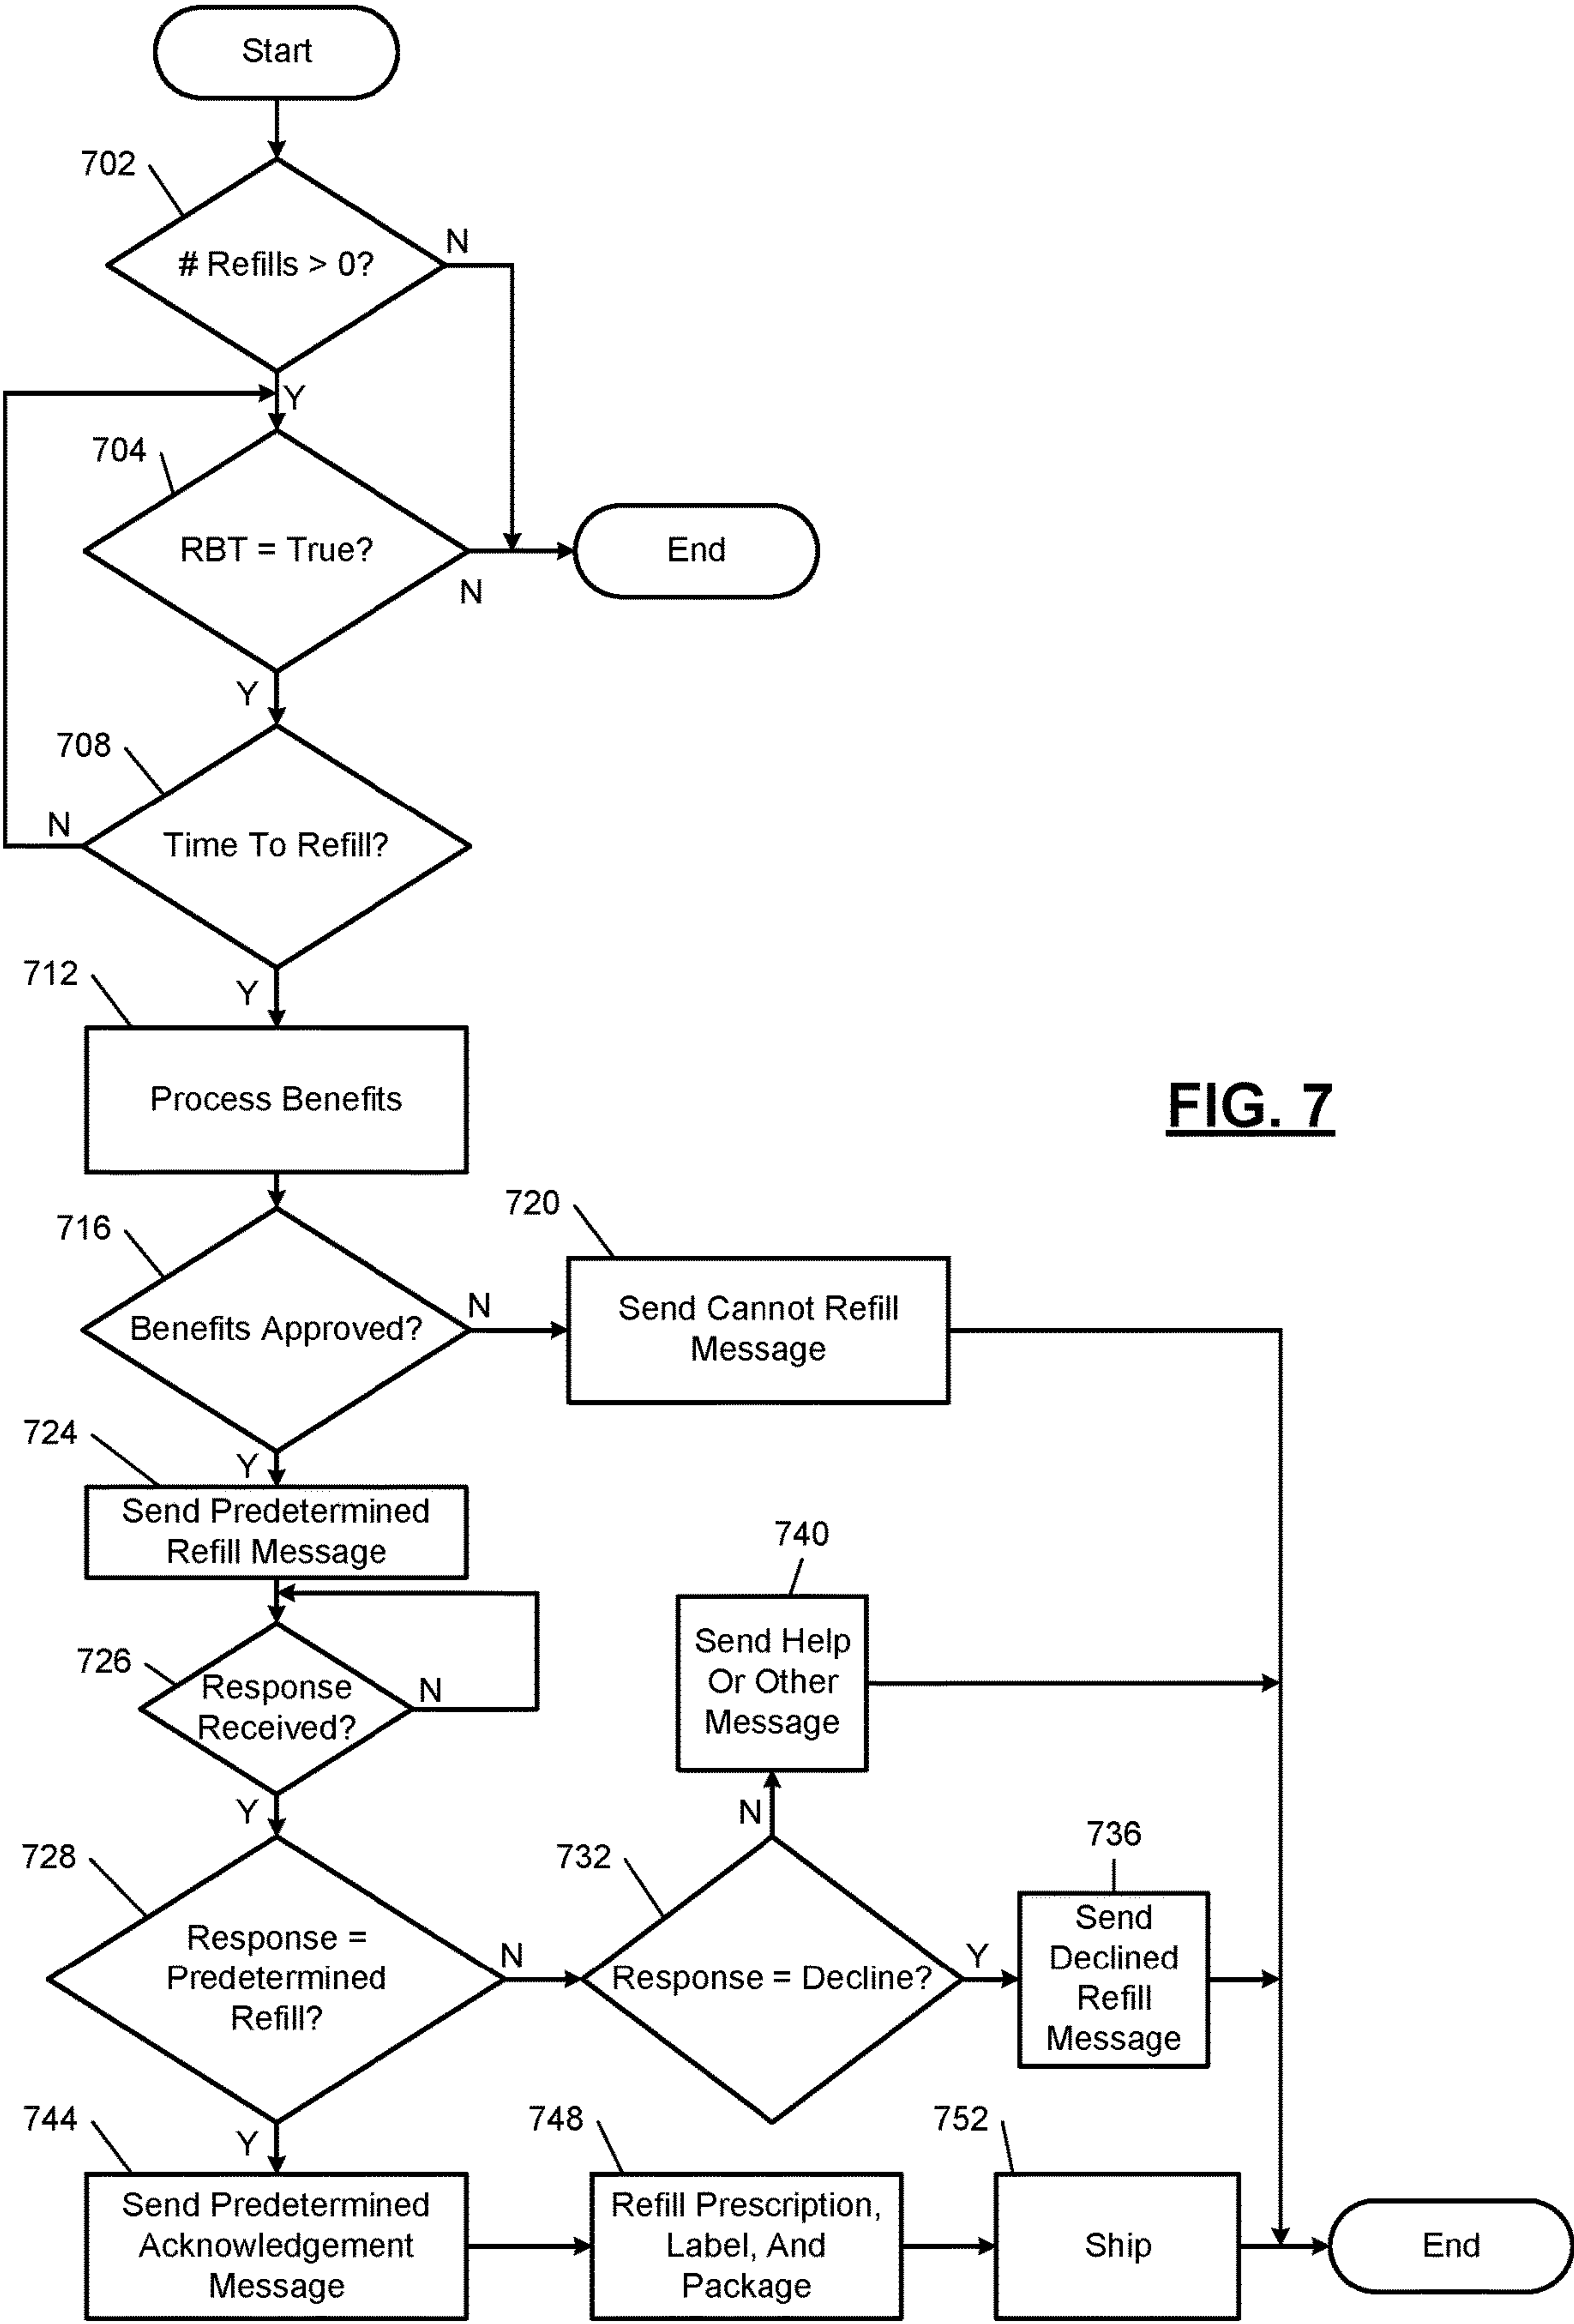 Start
702
# Refills > 0?
N
Y
704
RBT = True?
N
End
Y
708
Time To Refill?
N
Y
712
Process Benefits
FIG. 7
716
Benefits Approved?
N
720
Send Cannot Refill
Message
Y
724
Send Predetermined
Refill Message
726
Response
Received?
N
Y
740
Send Help
Or Other
Message
728
Response =
Predetermined
Refill?
N
732
Response = Decline?
N
Y
736
Send
Declined
Refill
Message
Y
744
Send Predetermined
Acknowledgement
Message
748
Refill Prescription,
Label, And
Package
752
Ship
End